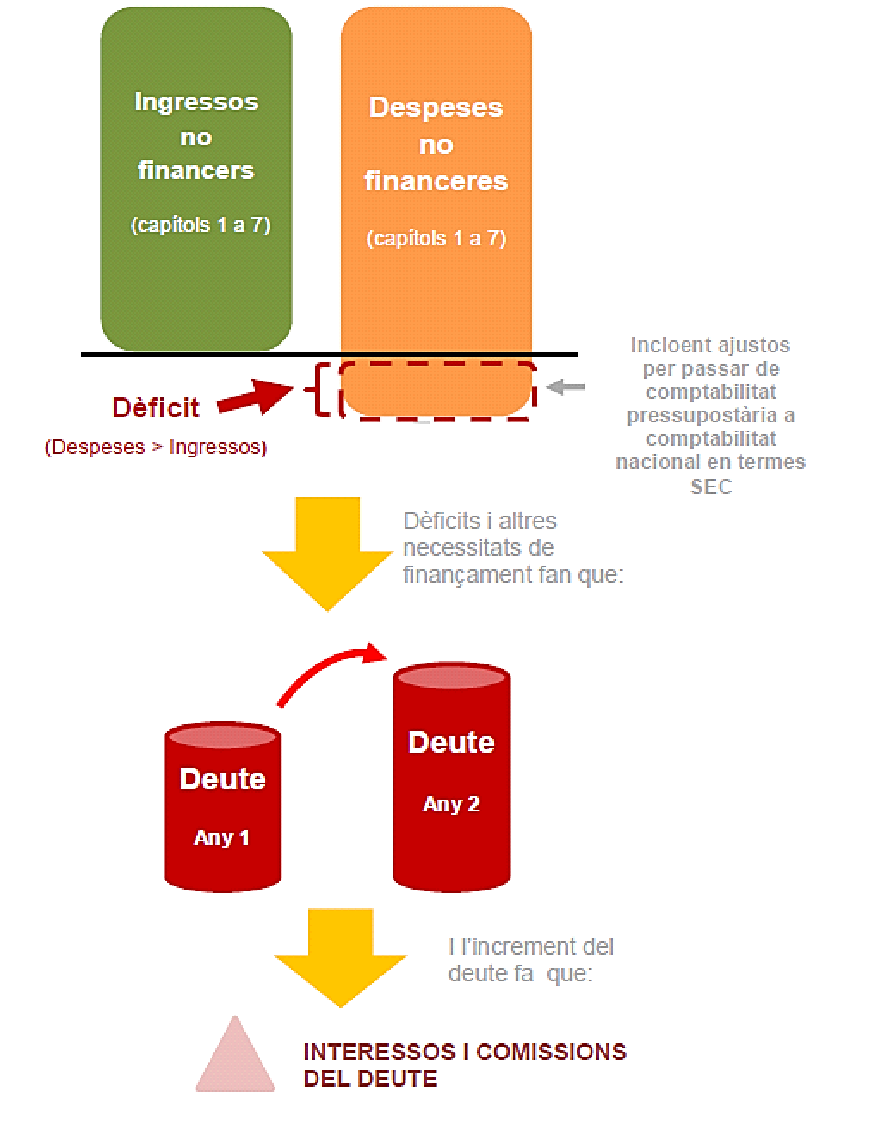 Ingressos
no
financers
(capítols 1 a 7)
Despeses
no
financeres
(capítols 1 a 7)
Dèficit
(Despeses > Ingressos)
Incloent ajustos
per passar de
comptabilitat
pressupostària a
comptabilitat
nacional en termes
SEC
Dèficits i altres
necessitats de
finançament fan que:
Deute
Any 1
Deute
Any 2
I l'increment del
deute fa  que:
INTERESSOS I COMISSIONS
DEL DEUTE